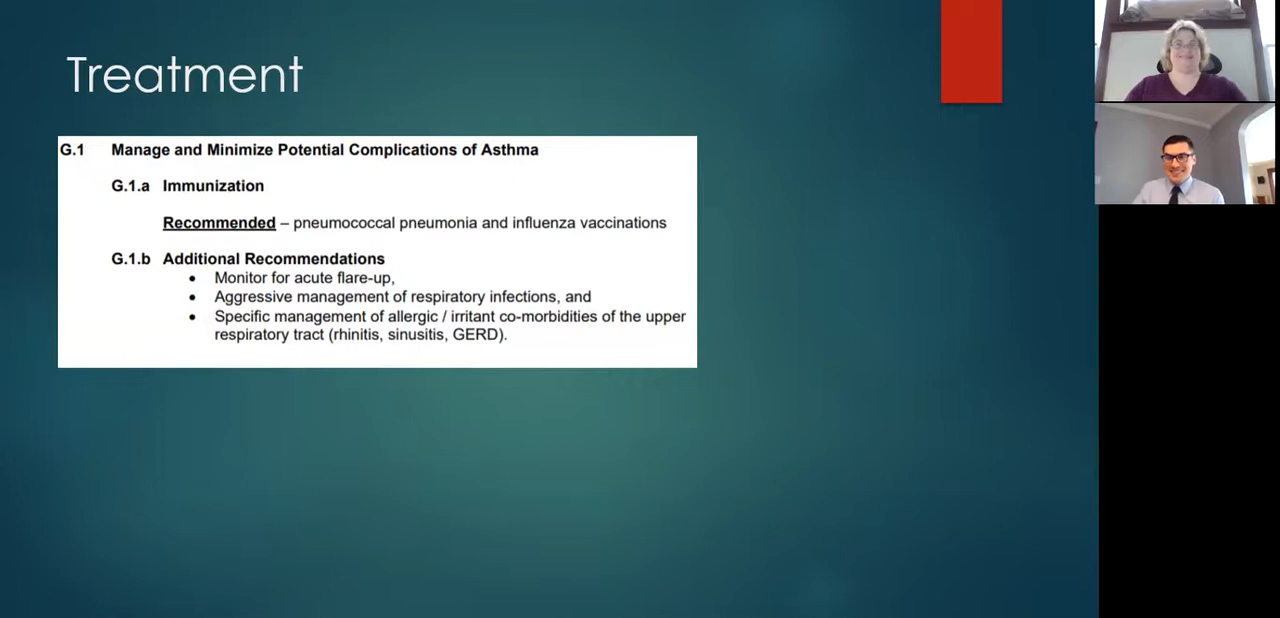 Treatment
G.1 Manage and Minimize Potential Complications of Asthma
G.1.a Immunization
Recommended – pneumococcal pneumonia and influenza vaccinations
G.1.b Additional Recommendations
• Monitor for acute flare-up,
• Aggressive management of respiratory infections, and
• Specific management of allergic / irritant co-morbidities of the upper
respiratory tract (rhinitis, sinusitis, GERD).